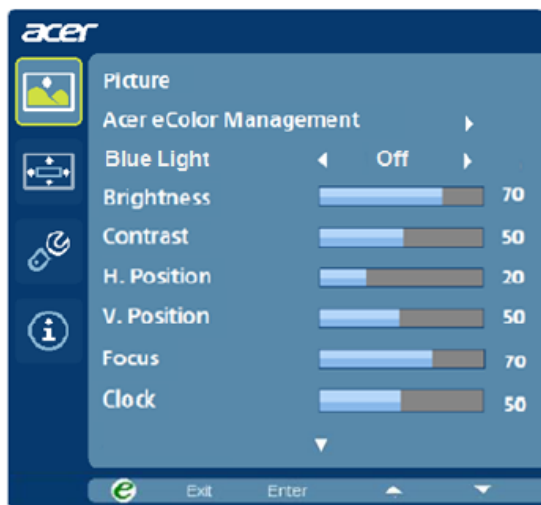 acer
Picture
Acer eColor Management
Blue Light Off
Brightness 70
Contrast 50
H. Position 20
V. Position 50
Focus 70
Clock 50
e Exit Enter